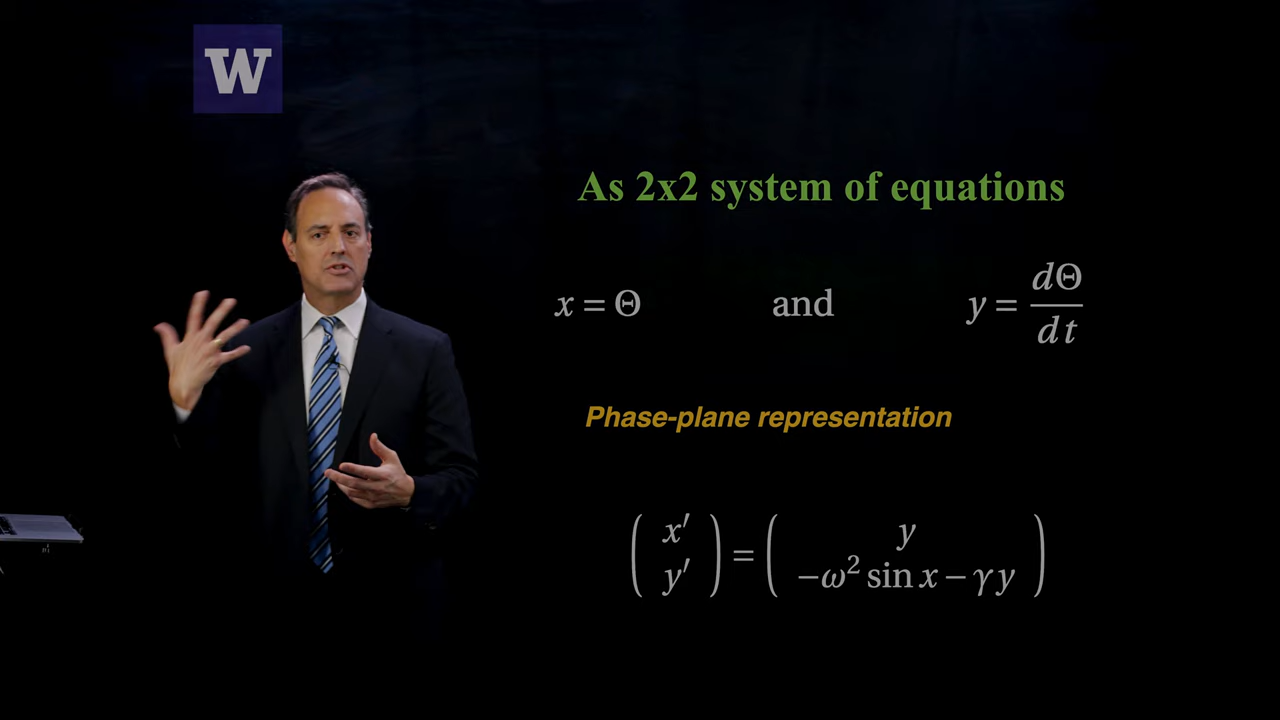 W
As 2x2 system of equations
x = Θ and y = dΘ/dt
Phase-plane representation
( x′ ) = ( y )
( y′ ) ( −ω² sin x − γy )